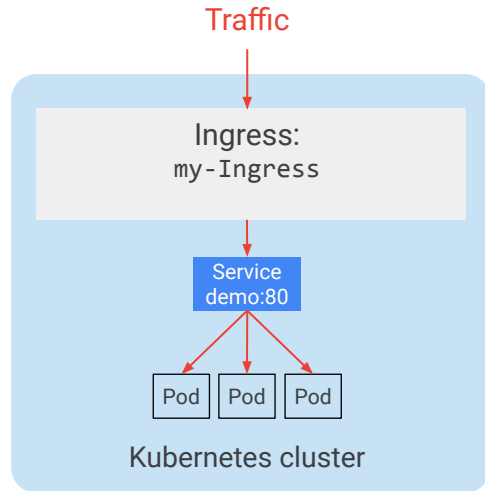 Traffic
Ingress:
my-Ingress
Service
demo:80
Pod
Pod
Pod
Kubernetes cluster